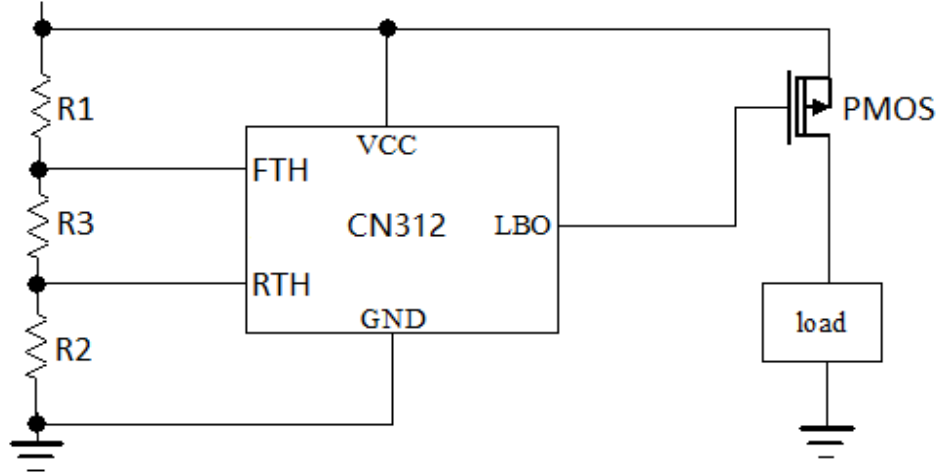 R1
PMOS
VCC
FTH
R3
CN312
LBO
RTH
GND
load
R2